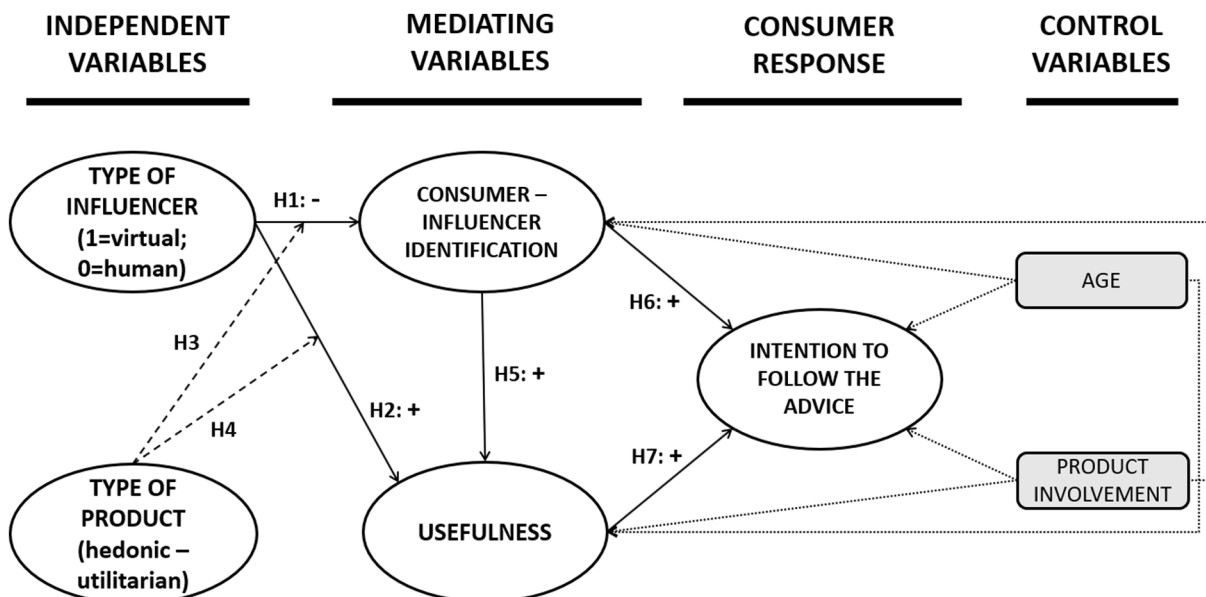 INDEPENDENT
VARIABLES
MEDIATING
VARIABLES
CONSUMER
RESPONSE
CONTROL
VARIABLES
TYPE OF
INFLUENCER
(1=virtual;
0=human)
H1: -
CONSUMER –
INFLUENCER
IDENTIFICATION
AGE
H6: +
H3
INTENTION TO
FOLLOW THE
ADVICE
H5: +
H2: +
H4
H7: +
PRODUCT
INVOLVEMENT
TYPE OF
PRODUCT
(hedonic –
utilitarian)
USEFULNESS